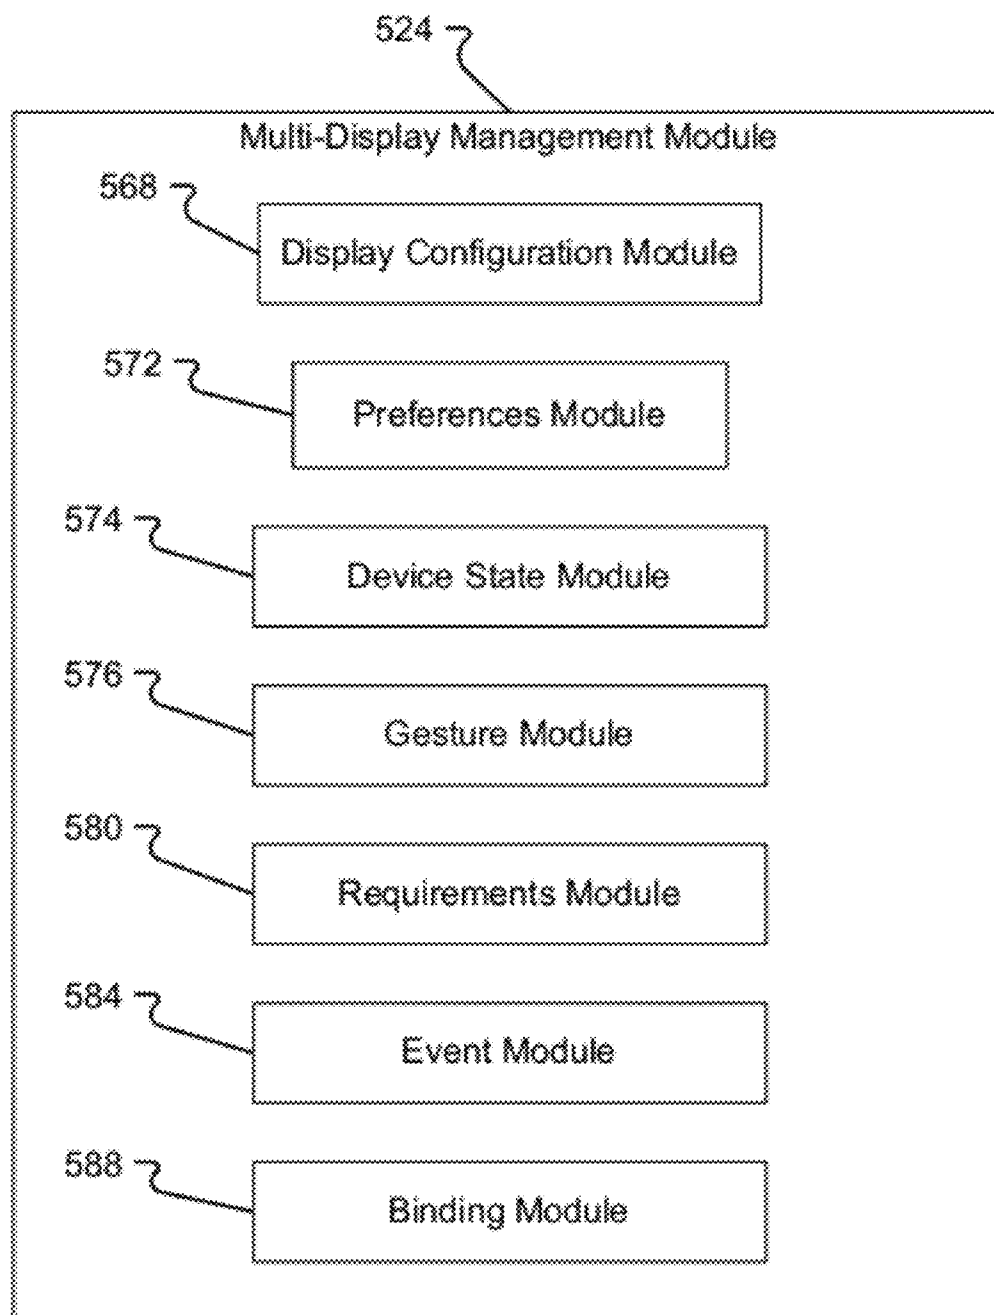 524
Multi-Display Management Module
568
Display Configuration Module
572
Preferences Module
574
Device State Module
576
Gesture Module
580
Requirements Module
584
Event Module
588
Binding Module